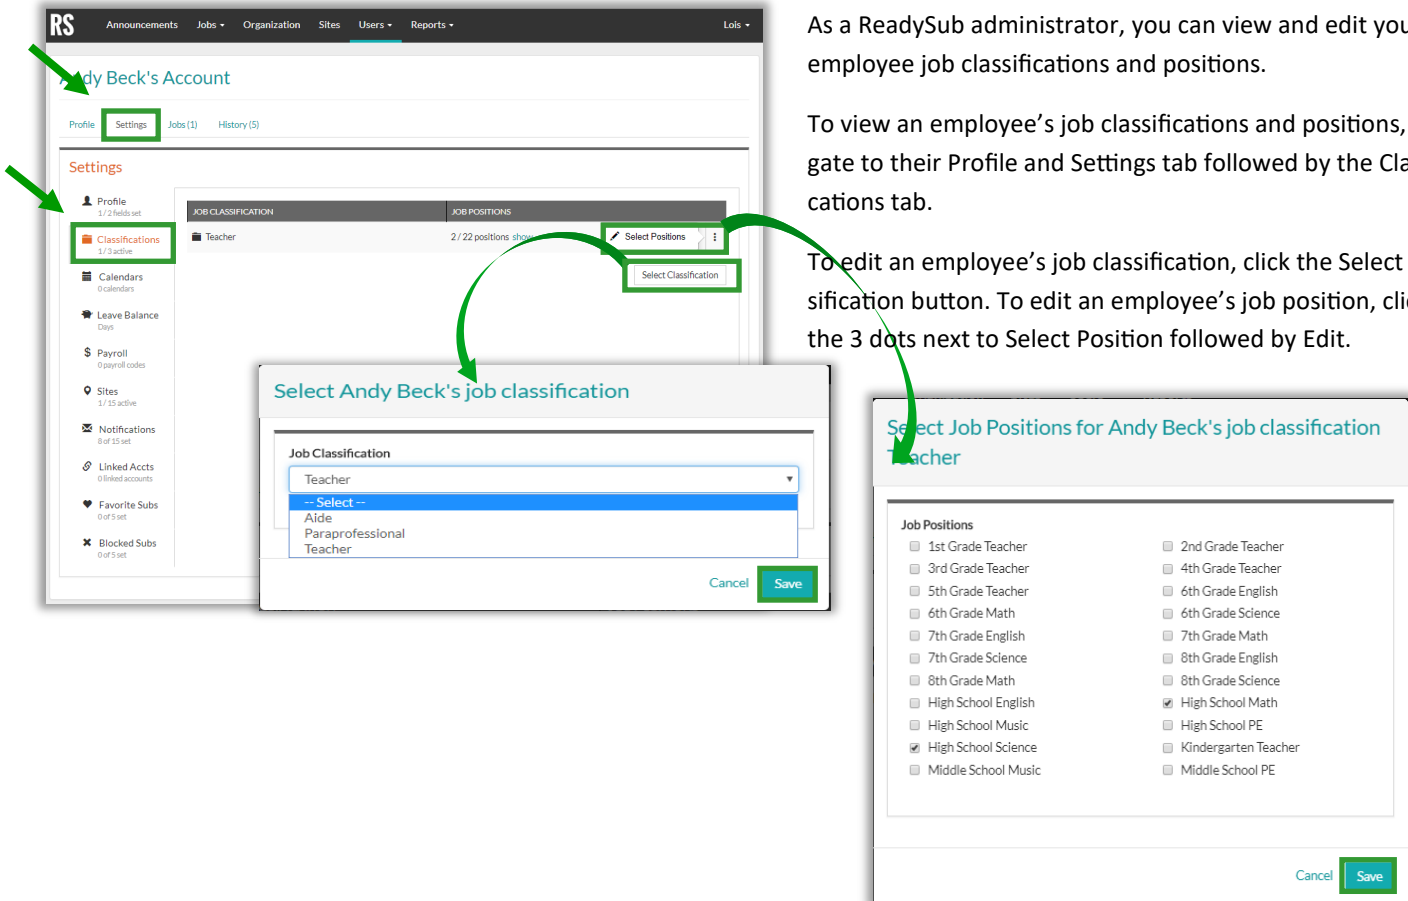 RS Announcements Jobs Organization Sites Users Reports Lois
Andy Beck's Account
Profile Settings Jobs (1) History (5)
Settings
Profile
1 / 2 fields set
Classifications
1 / 3 active
Calendars
0 calendars
Leave Balance
Days
$ Payroll
0 payroll codes
Sites
1 / 15 active
Notifications
8 of 15 set
Linked Accts
0 linked accounts
Favorite Subs
0 of 5 set
Blocked Subs
0 of 5 set
JOB CLASSIFICATION JOB POSITIONS
Teacher 2 / 22 positions show Select Positions
Select Classification
Select Andy Beck's job classification
Job Classification
Teacher
-- Select --
Aide
Paraprofessional
Teacher
Cancel Save
As a ReadySub administrator, you can view and edit you
employee job classifications and positions.
To view an employee’s job classifications and positions,
gate to their Profile and Settings tab followed by the Cla
cations tab.
To edit an employee’s job classification, click the Select
sification button. To edit an employee’s job position, clic
the 3 dots next to Select Position followed by Edit.
Select Job Positions for Andy Beck's job classification
Teacher
Job Positions
1st Grade Teacher 2nd Grade Teacher
3rd Grade Teacher 4th Grade Teacher
5th Grade Teacher 6th Grade English
6th Grade Math 6th Grade Science
7th Grade English 7th Grade Math
7th Grade Science 8th Grade English
8th Grade Math 8th Grade Science
High School English High School Math
High School Music High School PE
High School Science Kindergarten Teacher
Middle School Music Middle School PE
Cancel Save